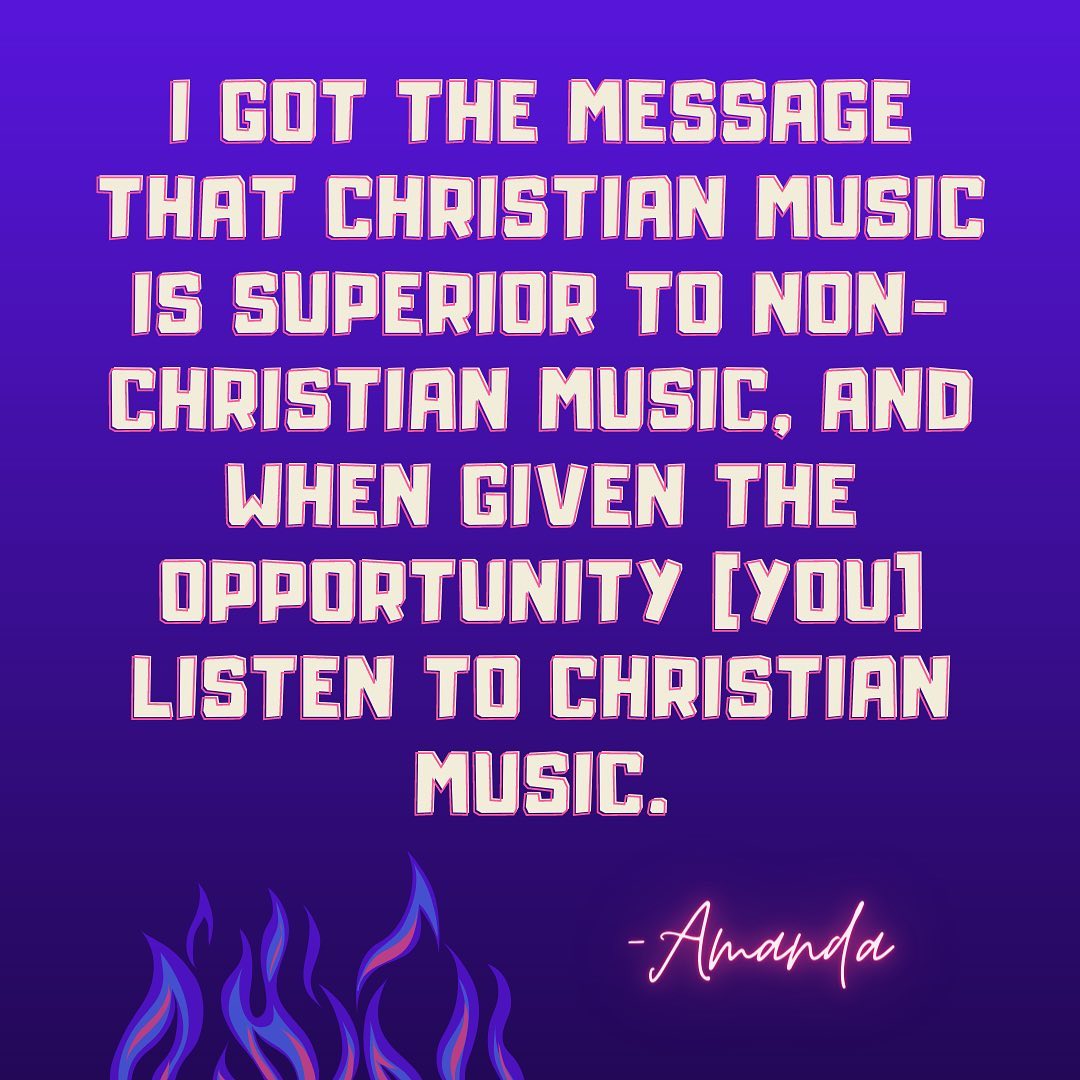 I GOT THE MESSAGE
THAT CHRISTIAN MUSIC
IS SUPERIOR TO NON-
CHRISTIAN MUSIC, AND
WHEN GIVEN THE
OPPORTUNITY [YOU]
LISTEN TO CHRISTIAN
MUSIC.
-Amanda